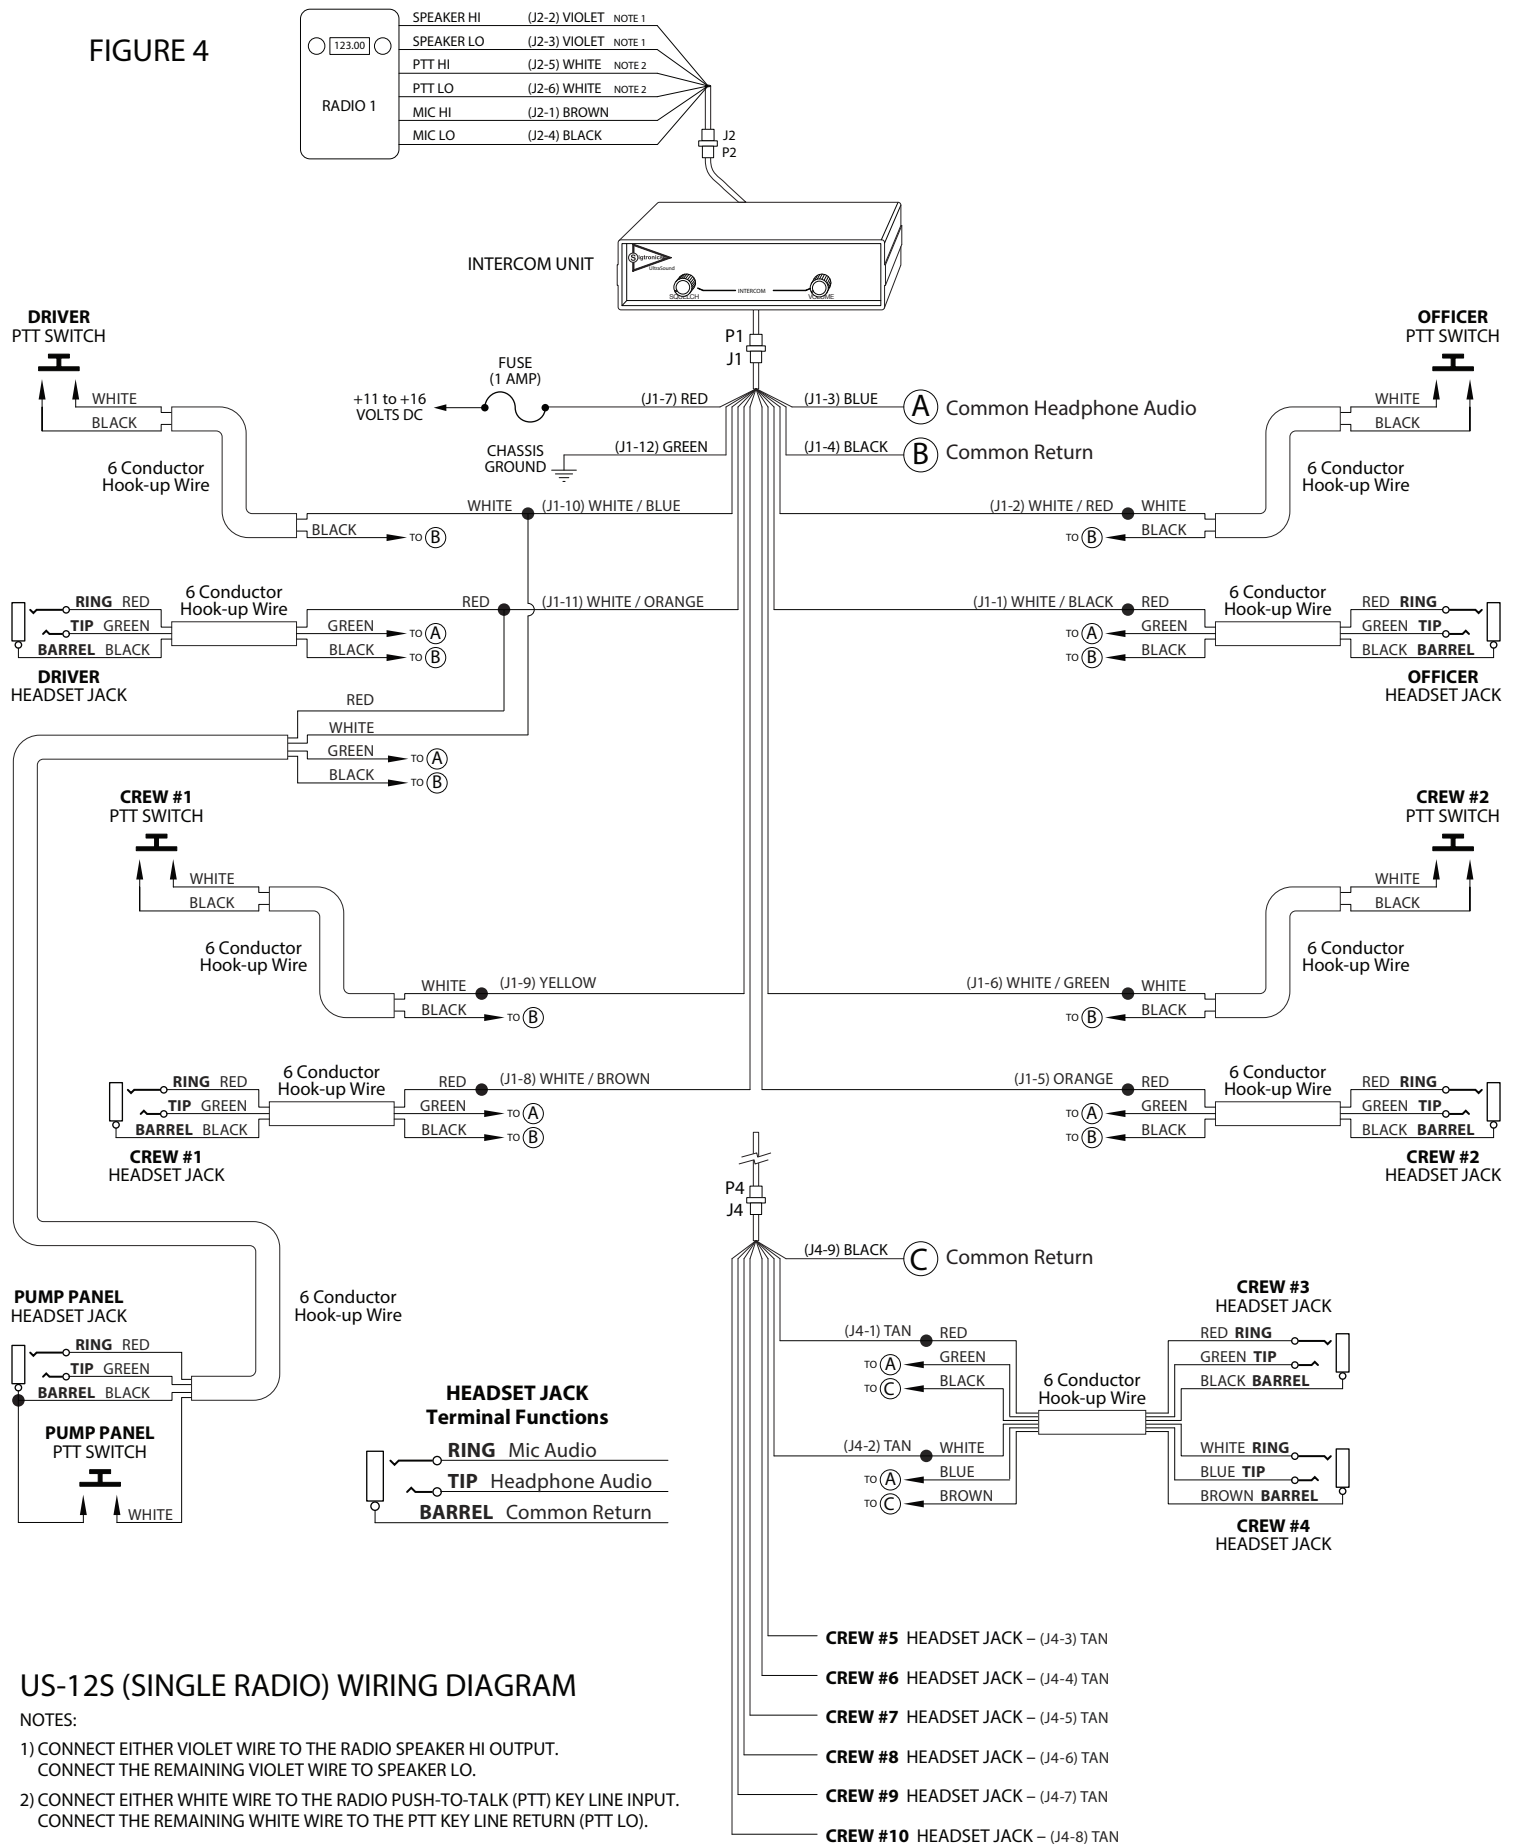 FIGURE 4
SPEAKER HI (J2-2) VIOLET NOTE 1
SPEAKER LO (J2-3) VIOLET NOTE 1
PTT HI (J2-5) WHITE NOTE 2
PTT LO (J2-6) WHITE NOTE 2
MIC HI (J2-1) BROWN
MIC LO (J2-4) BLACK
123.00
RADIO 1
J2
P2
INTERCOM UNIT
Sigtronics
UltraSound
SQUELCH
INTERCOM
VOLUME
P1
J1
DRIVER
PTT SWITCH
WHITE
BLACK
6 Conductor
Hook-up Wire
FUSE
(1 AMP)
+11 to +16
VOLTS DC
(J1-7) RED
CHASSIS
GROUND
(J1-12) GREEN
(J1-3) BLUE
A Common Headphone Audio
(J1-4) BLACK
B Common Return
OFFICER
PTT SWITCH
WHITE
BLACK
6 Conductor
Hook-up Wire
WHITE (J1-10) WHITE / BLUE
BLACK TO B
(J1-2) WHITE / RED WHITE
TO B BLACK
RING RED
TIP GREEN
BARREL BLACK
DRIVER
HEADSET JACK
6 Conductor
Hook-up Wire
RED (J1-11) WHITE / ORANGE
GREEN TO A
BLACK TO B
(J1-1) WHITE / BLACK RED
TO A GREEN
TO B BLACK
6 Conductor
Hook-up Wire
RED RING
GREEN TIP
BLACK BARREL
OFFICER
HEADSET JACK
RED
WHITE
GREEN TO A
BLACK TO B
CREW #1
PTT SWITCH
WHITE
BLACK
6 Conductor
Hook-up Wire
WHITE (J1-9) YELLOW
BLACK TO B
CREW #2
PTT SWITCH
WHITE
BLACK
6 Conductor
Hook-up Wire
(J1-6) WHITE / GREEN WHITE
TO B BLACK
RING RED
TIP GREEN
BARREL BLACK
CREW #1
HEADSET JACK
6 Conductor
Hook-up Wire
RED (J1-8) WHITE / BROWN
GREEN TO A
BLACK TO B
(J1-5) ORANGE RED
TO A GREEN
TO B BLACK
6 Conductor
Hook-up Wire
RED RING
GREEN TIP
BLACK BARREL
CREW #2
HEADSET JACK
P4
J4
(J4-9) BLACK
C Common Return
PUMP PANEL
HEADSET JACK
RING RED
TIP GREEN
BARREL BLACK
6 Conductor
Hook-up Wire
PUMP PANEL
PTT SWITCH
WHITE
HEADSET JACK
Terminal Functions
RING Mic Audio
TIP Headphone Audio
BARREL Common Return
(J4-1) TAN RED
TO A GREEN
TO C BLACK
(J4-2) TAN WHITE
TO A BLUE
TO C BROWN
6 Conductor
Hook-up Wire
CREW #3
HEADSET JACK
RED RING
GREEN TIP
BLACK BARREL
WHITE RING
BLUE TIP
BROWN BARREL
CREW #4
HEADSET JACK
CREW #5 HEADSET JACK – (J4-3) TAN
CREW #6 HEADSET JACK – (J4-4) TAN
CREW #7 HEADSET JACK – (J4-5) TAN
CREW #8 HEADSET JACK – (J4-6) TAN
CREW #9 HEADSET JACK – (J4-7) TAN
CREW #10 HEADSET JACK – (J4-8) TAN
US-12S (SINGLE RADIO) WIRING DIAGRAM
NOTES:
1) CONNECT EITHER VIOLET WIRE TO THE RADIO SPEAKER HI OUTPUT.
CONNECT THE REMAINING VIOLET WIRE TO SPEAKER LO.
2) CONNECT EITHER WHITE WIRE TO THE RADIO PUSH-TO-TALK (PTT) KEY LINE INPUT.
CONNECT THE REMAINING WHITE WIRE TO THE PTT KEY LINE RETURN (PTT LO).